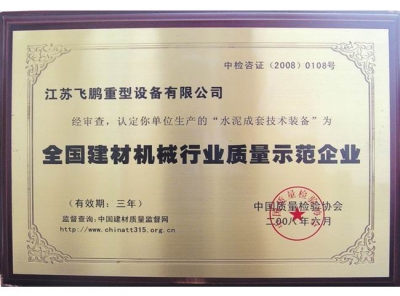 中检咨证（2008）0108号
江苏飞鹏重型设备有限公司
经审查，认定你单位生产的“水泥成套技术装备”为
全国建材机械行业质量示范企业
（有效期：三年）
监督查询：中国建材质量监督网
www.chinatt315.org.cn
中国质量检验协会
二00八年六月